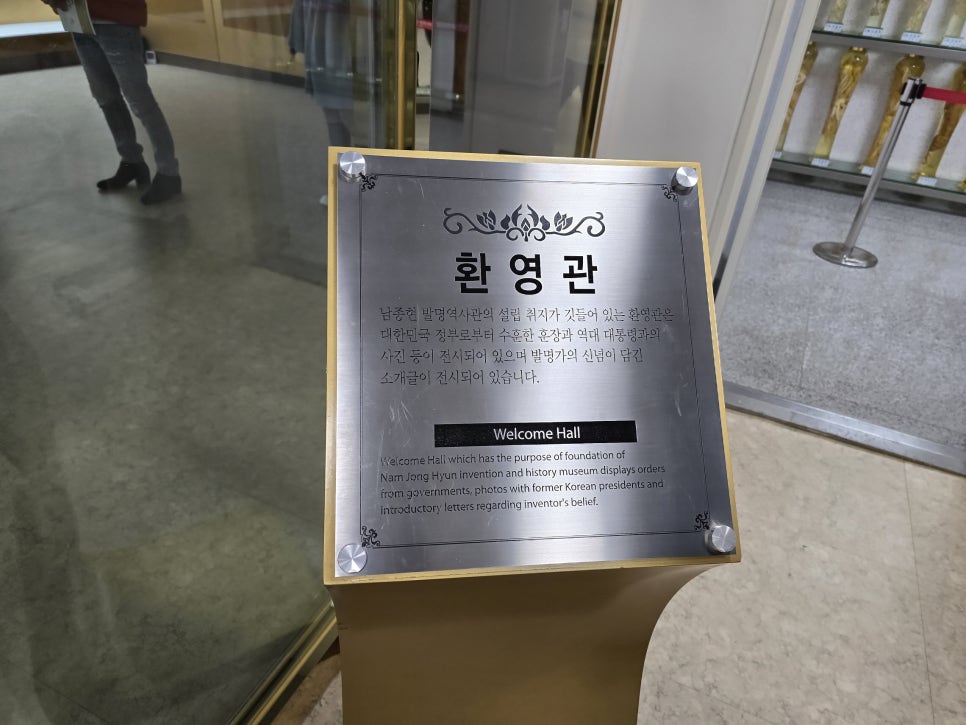 환영관
남종현 발명역사관의 설립 취지가 깃들어 있는 환영관은
대한민국 정부로부터 수훈한 훈장과 역대 대통령과의
사진 등이 전시되어 있으며 발명가의 신념이 담긴
소개글이 전시되어 있습니다.
Welcome Hall
Welcome Hall which has the purpose of foundation of
Nam Jong Hyun invention and history museum displays orders
from governments, photos with former Korean presidents and
introductory letters regarding inventor's belief.